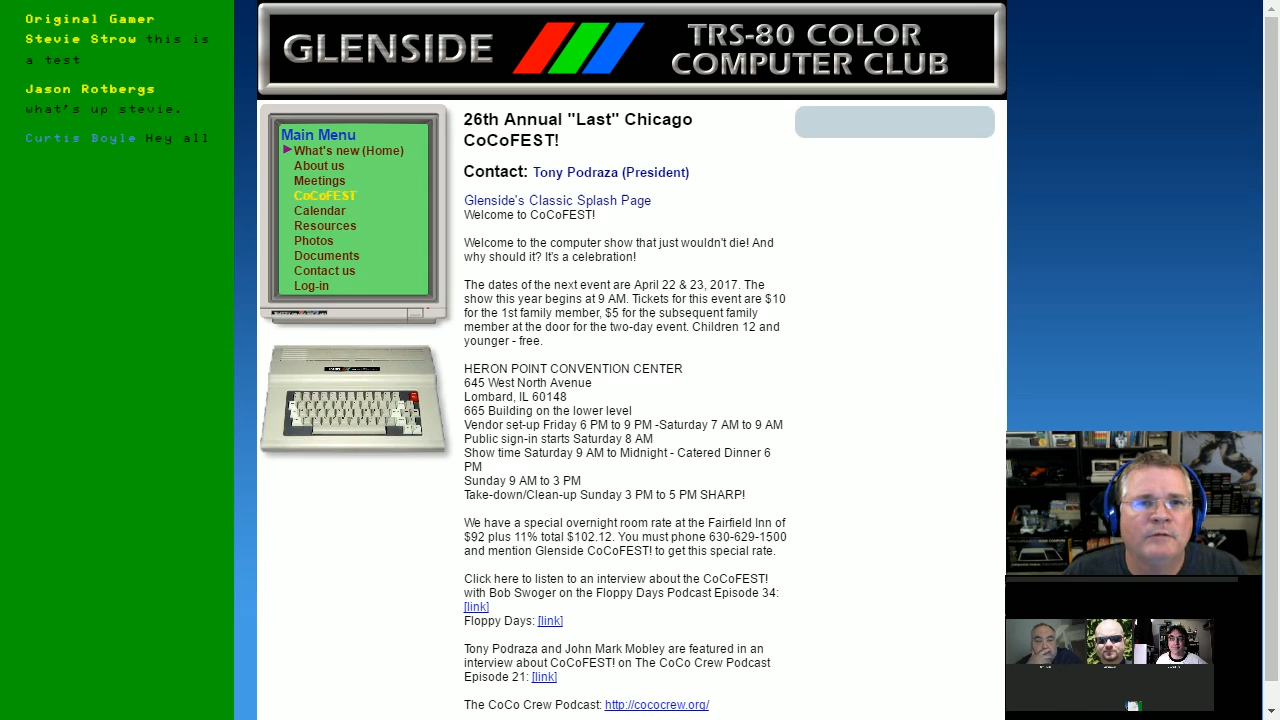 Original Gamer
Stevie Strow this is
a test
Jason Rotbergs
what's up stevie.
Curtis Boyle Hey all
GLENSIDE
TRS-80 COLOR
COMPUTER CLUB
Main Menu
What's new (Home)
About us
Meetings
CoCoFEST
Calendar
Resources
Photos
Documents
Contact us
Log-in
26th Annual "Last" Chicago
CoCoFEST!
Contact: Tony Podraza (President)
Glenside's Classic Splash Page
Welcome to CoCoFEST!
Welcome to the computer show that just wouldn't die! And
why should it? It's a celebration!
The dates of the next event are April 22 & 23, 2017. The
show this year begins at 9 AM. Tickets for this event are $10
for the 1st family member, $5 for the subsequent family
member at the door for the two-day event. Children 12 and
younger - free.
HERON POINT CONVENTION CENTER
645 West North Avenue
Lombard, IL 60148
665 Building on the lower level
Vendor set-up Friday 6 PM to 9 PM -Saturday 7 AM to 9 AM
Public sign-in starts Saturday 8 AM
Show time Saturday 9 AM to Midnight - Catered Dinner 6
PM
Sunday 9 AM to 3 PM
Take-down/Clean-up Sunday 3 PM to 5 PM SHARP!
We have a special overnight room rate at the Fairfield Inn of
$92 plus 11% total $102.12. You must phone 630-629-1500
and mention Glenside CoCoFEST! to get this special rate.
Click here to listen to an interview about the CoCoFEST!
with Bob Swoger on the Floppy Days Podcast Episode 34:
[link]
Floppy Days: [link]
Tony Podraza and John Mark Mobley are featured in an
interview about CoCoFEST! on The CoCo Crew Podcast
Episode 21: [link]
The CoCo Crew Podcast: http://cococrew.org/